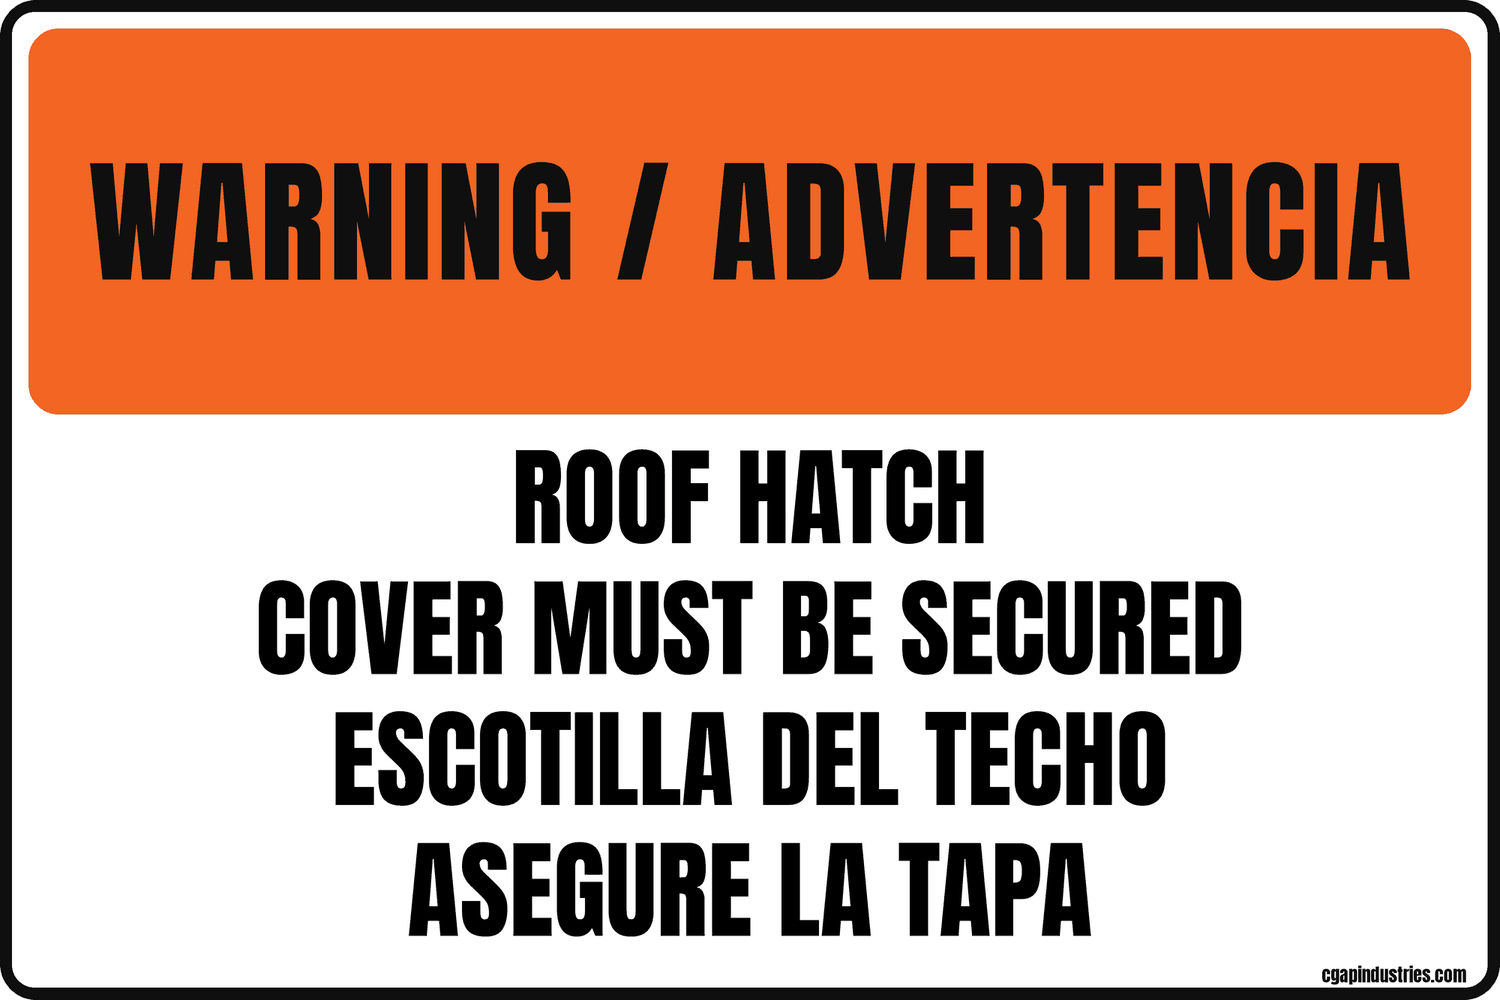 WARNING / ADVERTENCIA
ROOF HATCH
COVER MUST BE SECURED
ESCOTILLA DEL TECHO
ASEGURE LA TAPA
cgapindustries.com